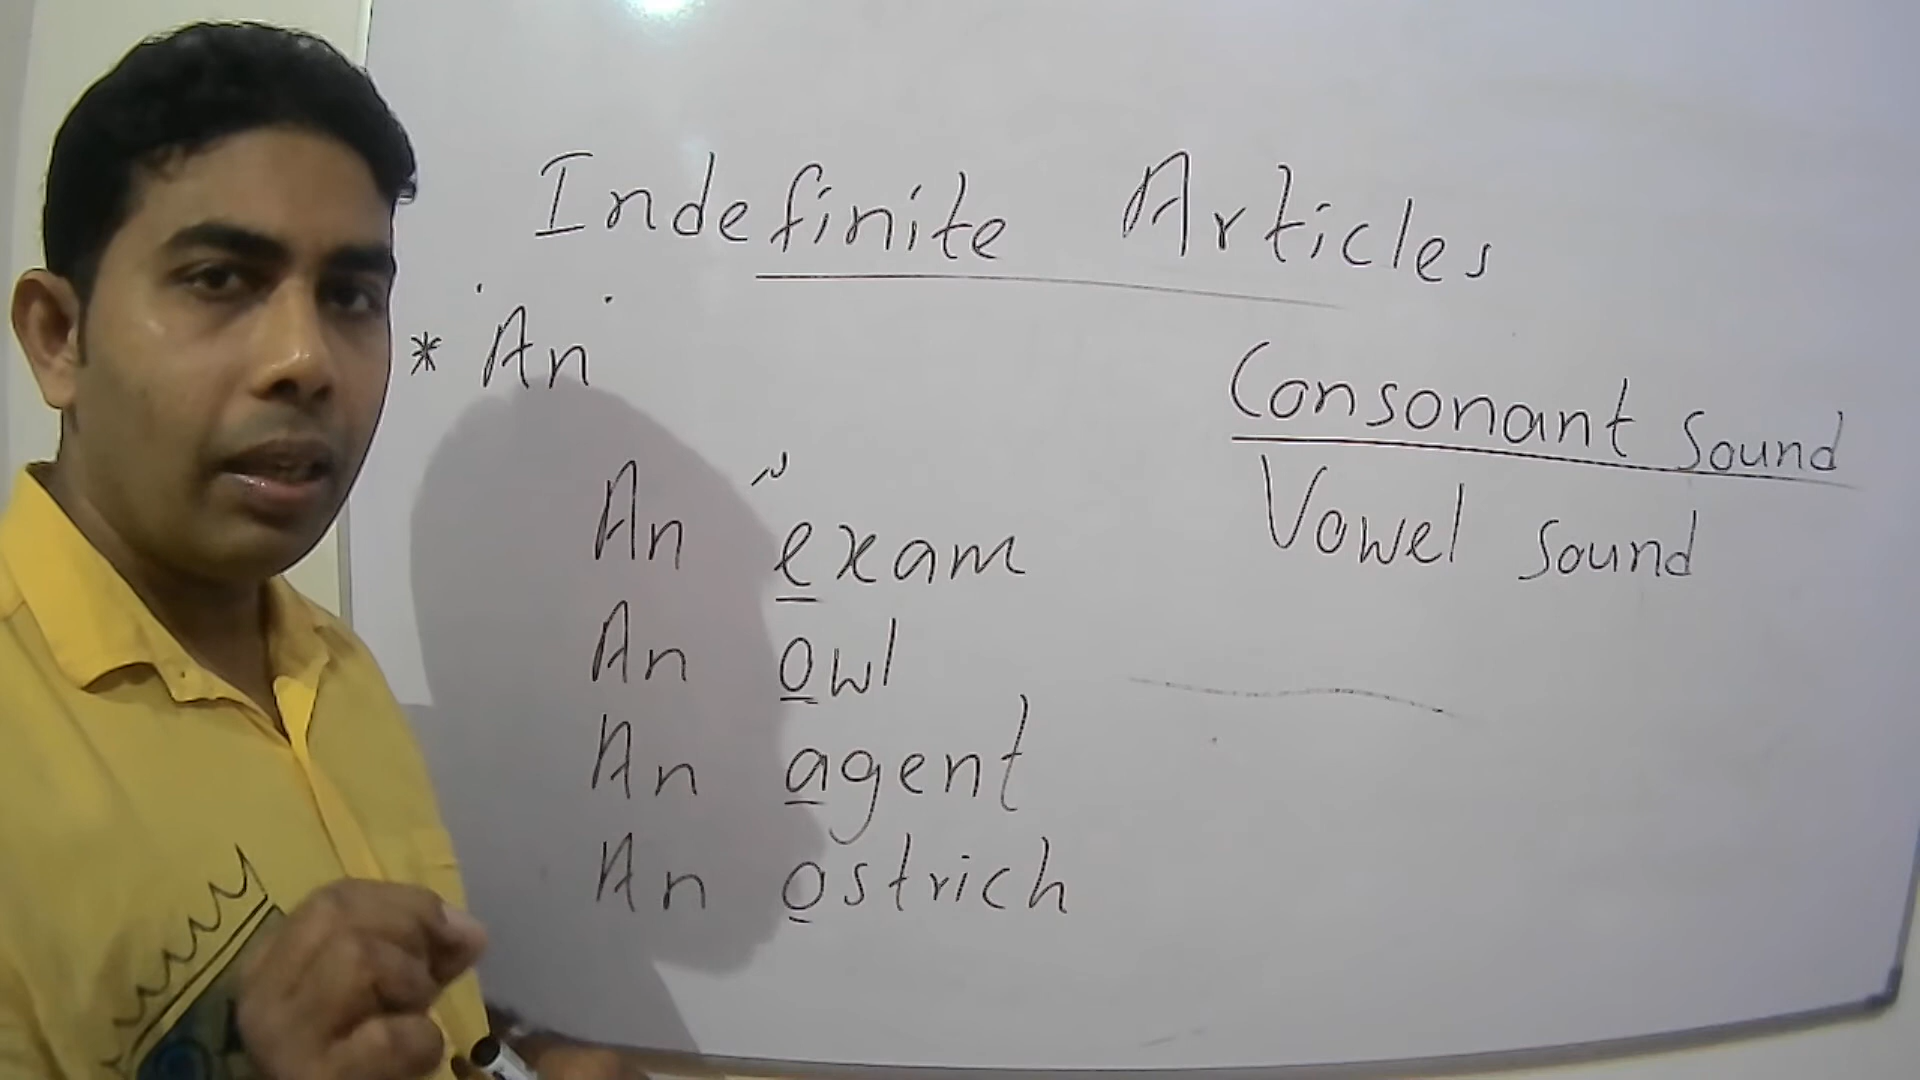 Indefinite Articles
* "An"
Consonant Sound
Vowel Sound
An exam
An owl
An agent
An ostrich